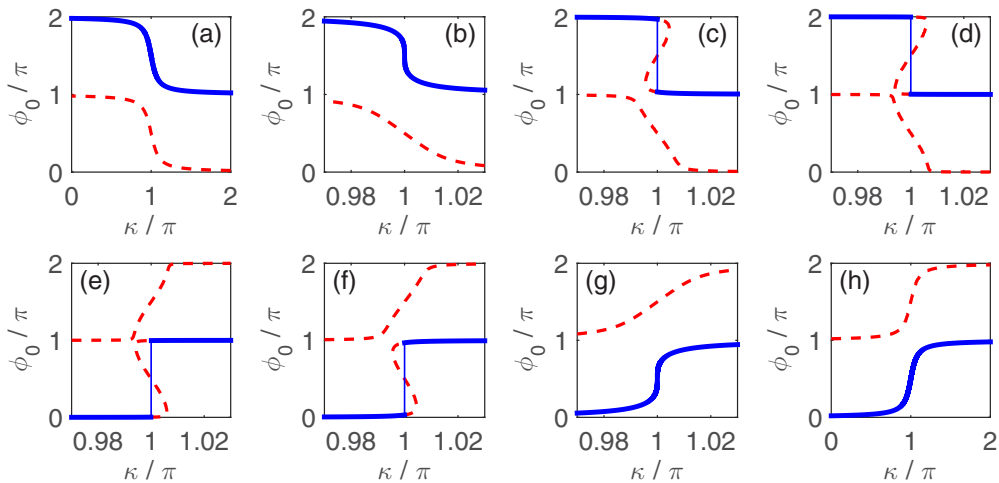 (a) (b) (c) (d)
2 2 2 2
ϕ₀ / π ϕ₀ / π ϕ₀ / π ϕ₀ / π
1 1 1 1
0 0 0 0
0 1 2 0.98 1 1.02 0.98 1 1.02 0.98 1 1.02
κ / π κ / π κ / π κ / π
(e) (f) (g) (h)
2 2 2 2
ϕ₀ / π ϕ₀ / π ϕ₀ / π ϕ₀ / π
1 1 1 1
0 0 0 0
0.98 1 1.02 0.98 1 1.02 0.98 1 1.02 0 1 2
κ / π κ / π κ / π κ / π